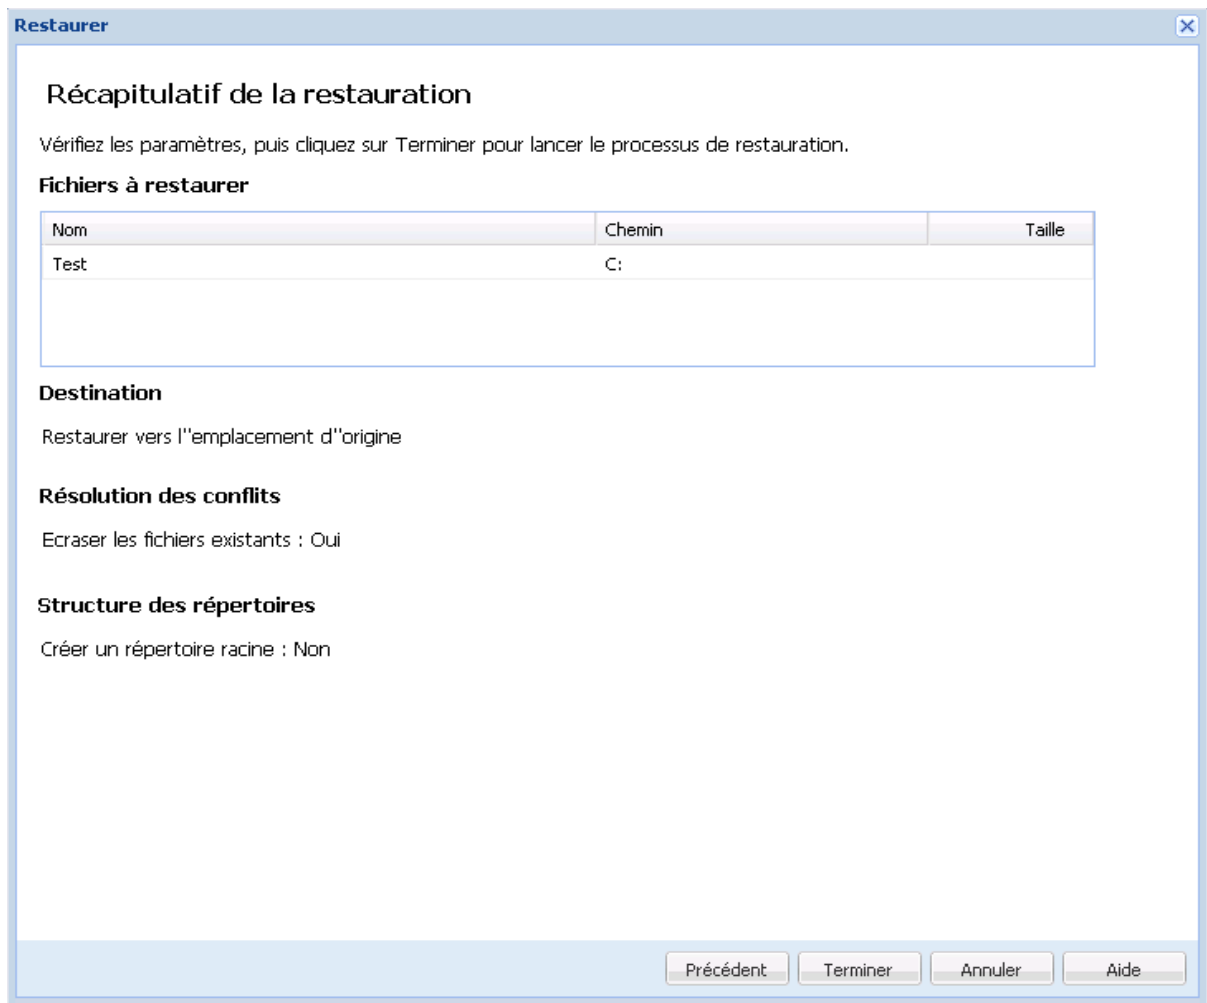 Restaurer
Récapitulatif de la restauration
Vérifiez les paramètres, puis cliquez sur Terminer pour lancer le processus de restauration.
Fichiers à restaurer
Nom Chemin Taille
Test C:
Destination
Restaurer vers l''emplacement d''origine
Résolution des conflits
Ecraser les fichiers existants : Oui
Structure des répertoires
Créer un répertoire racine : Non
Précédent Terminer Annuler Aide